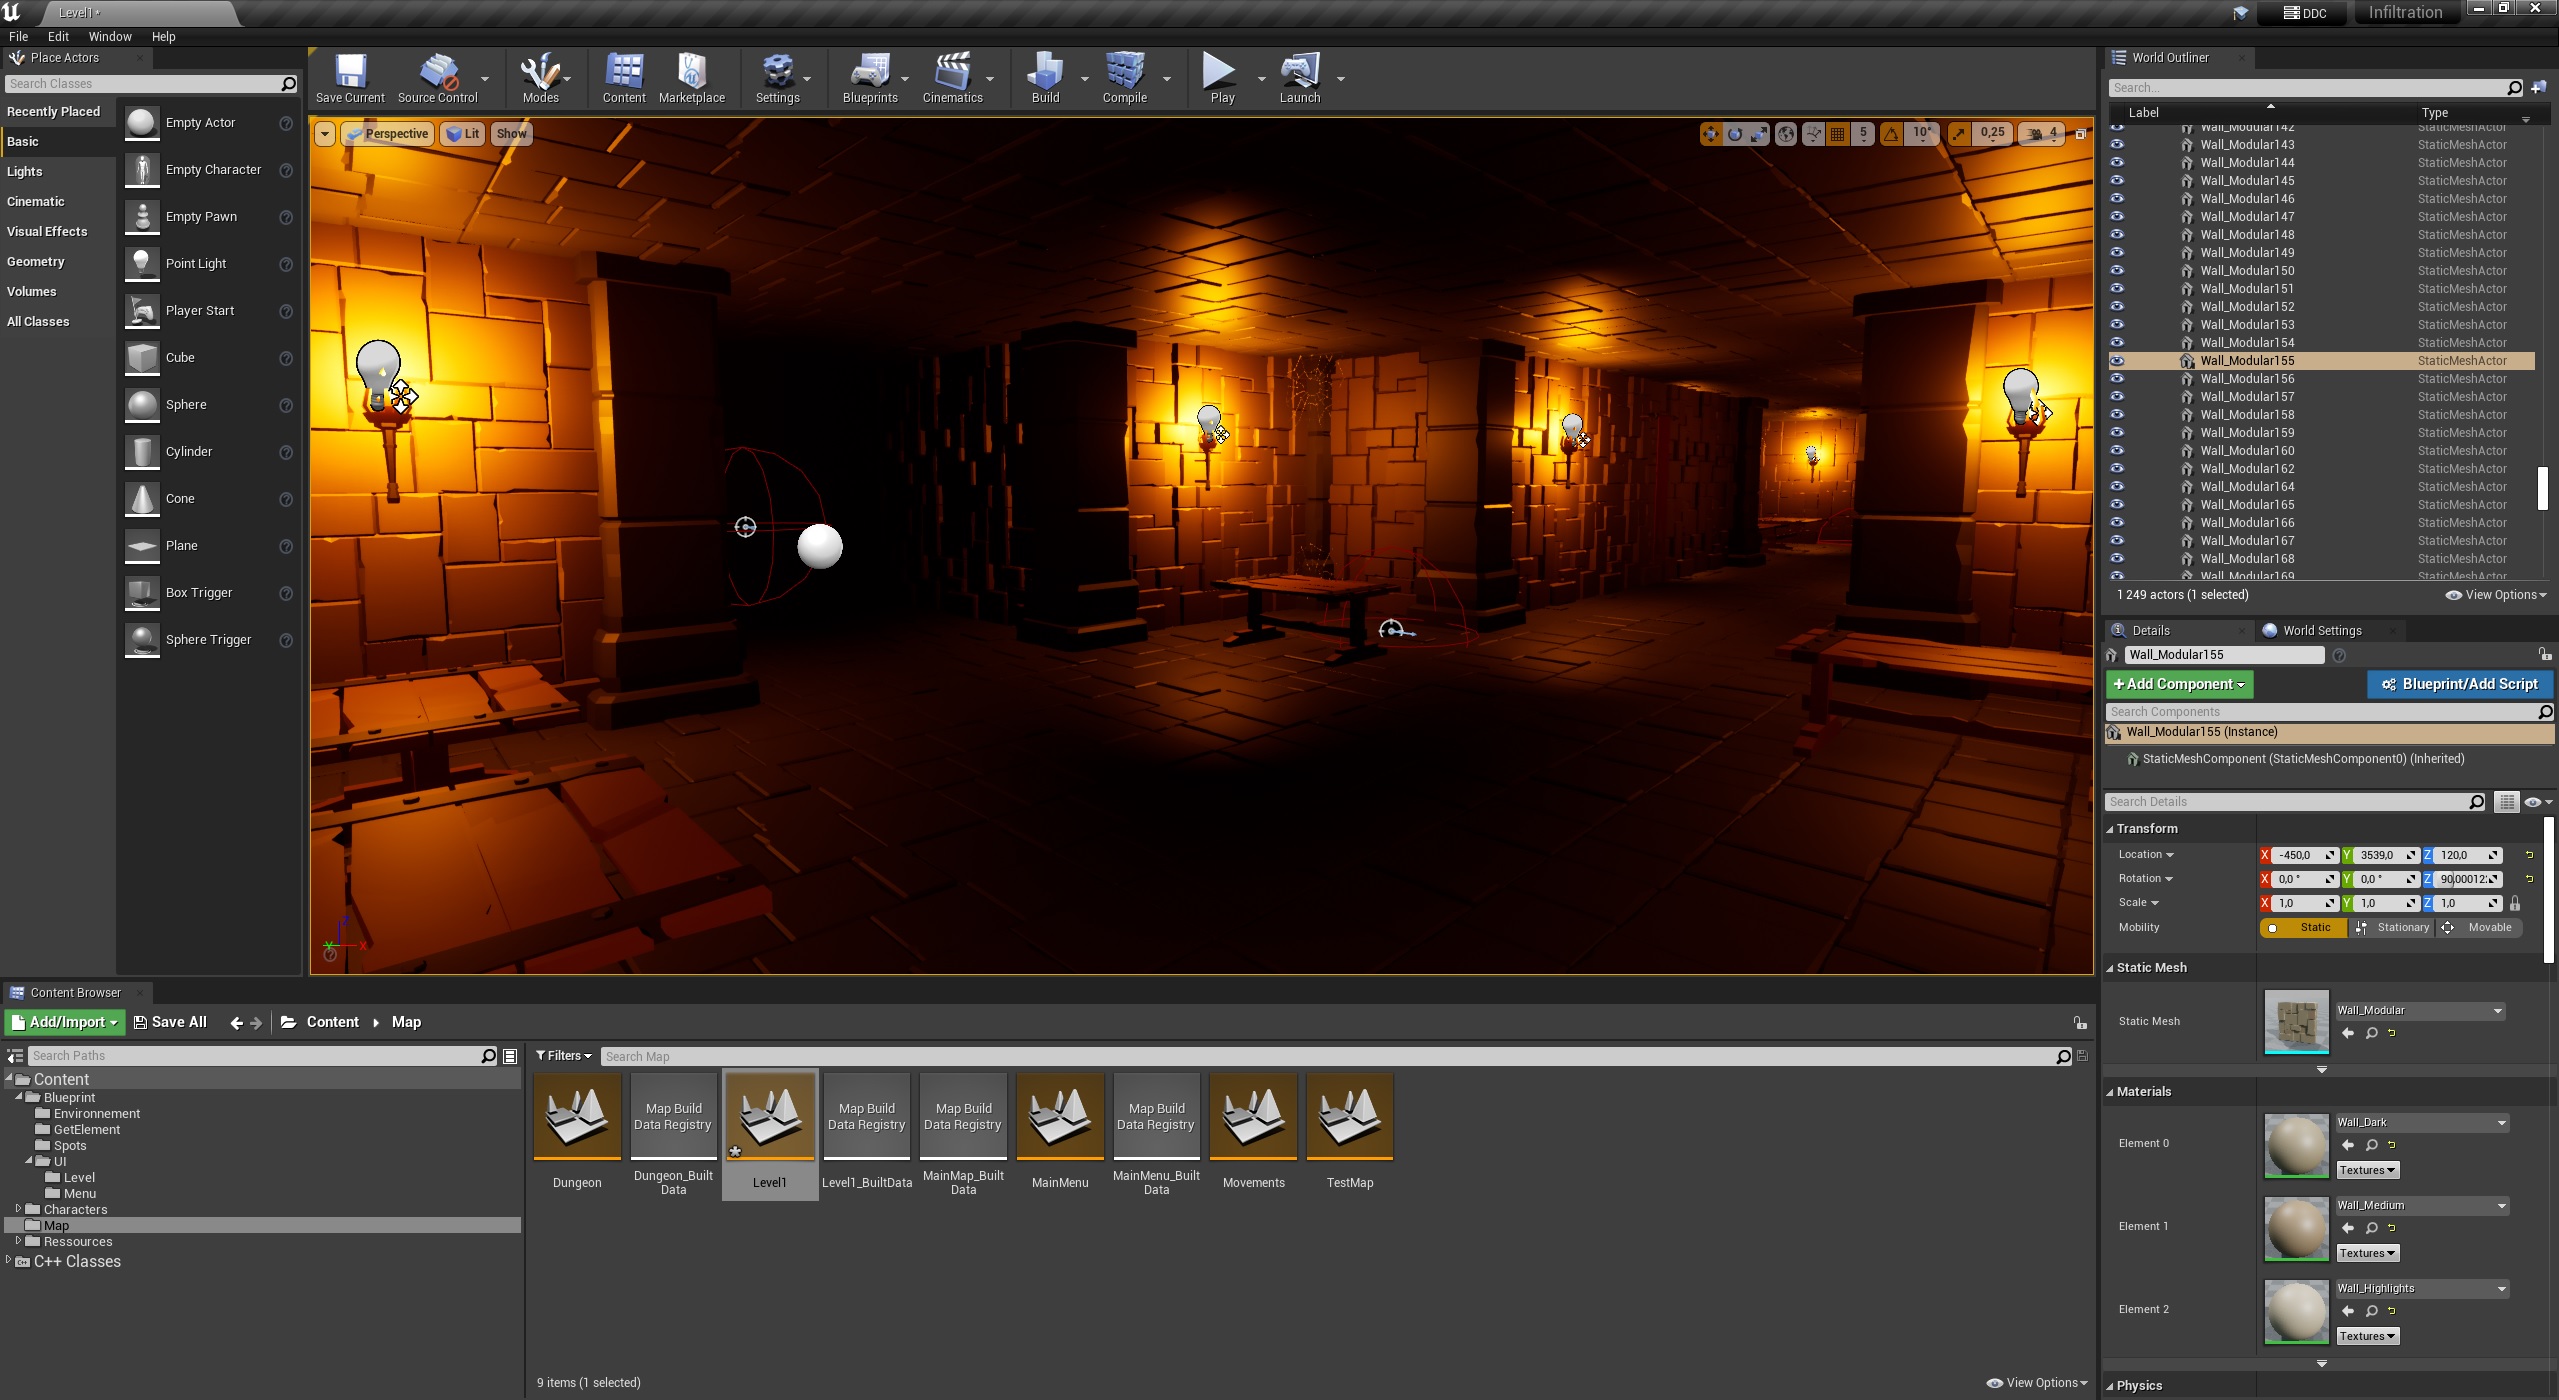 Level1*
DDC
Infiltration
File Edit Window Help
Place Actors
Search Classes
Recently Placed
Basic
Lights
Cinematic
Visual Effects
Geometry
Volumes
All Classes
Empty Actor
Empty Character
Empty Pawn
Point Light
Player Start
Cube
Sphere
Cylinder
Cone
Plane
Box Trigger
Sphere Trigger
Save Current Source Control Modes Content Marketplace Settings Blueprints Cinematics Build Compile Play Launch
Perspective Lit Show
5 10° 0,25 4
Z
Y X
World Outliner
Search...
Label Type
Wall_Modular142 StaticMeshActor
Wall_Modular143 StaticMeshActor
Wall_Modular144 StaticMeshActor
Wall_Modular145 StaticMeshActor
Wall_Modular146 StaticMeshActor
Wall_Modular147 StaticMeshActor
Wall_Modular148 StaticMeshActor
Wall_Modular149 StaticMeshActor
Wall_Modular150 StaticMeshActor
Wall_Modular151 StaticMeshActor
Wall_Modular152 StaticMeshActor
Wall_Modular153 StaticMeshActor
Wall_Modular154 StaticMeshActor
Wall_Modular155 StaticMeshActor
Wall_Modular156 StaticMeshActor
Wall_Modular157 StaticMeshActor
Wall_Modular158 StaticMeshActor
Wall_Modular159 StaticMeshActor
Wall_Modular160 StaticMeshActor
Wall_Modular162 StaticMeshActor
Wall_Modular164 StaticMeshActor
Wall_Modular165 StaticMeshActor
Wall_Modular166 StaticMeshActor
Wall_Modular167 StaticMeshActor
Wall_Modular168 StaticMeshActor
Wall_Modular169 StaticMeshActor
1 249 actors (1 selected) View Options
Details World Settings
Wall_Modular155
+Add Component Blueprint/Add Script
Search Components
Wall_Modular155 (Instance)
StaticMeshComponent (StaticMeshComponent0) (Inherited)
Search Details
Transform
Location X -450,0 Y 3539,0 Z 120,0
Rotation X 0,0 ° Y 0,0 ° Z 90,00012
Scale X 1,0 Y 1,0 Z 1,0
Mobility Static Stationary Movable
Static Mesh
Static Mesh Wall_Modular
Materials
Element 0 Wall_Dark
Textures
Element 1 Wall_Medium
Textures
Element 2 Wall_Highlights
Textures
Physics
Content Browser
Add/Import Save All Content Map
Search Paths
Content
Blueprint
Environnement
GetElement
Spots
UI
Level
Menu
Characters
Map
Ressources
C++ Classes
Filters Search Map
Map Build
Data Registry
Map Build
Data Registry
Map Build
Data Registry
Map Build
Data Registry
Dungeon
Dungeon_Built
Data
Level1
Level1_BuiltData
MainMap_Built
Data
MainMenu
MainMenu_Built
Data
Movements
TestMap
9 items (1 selected) View Options